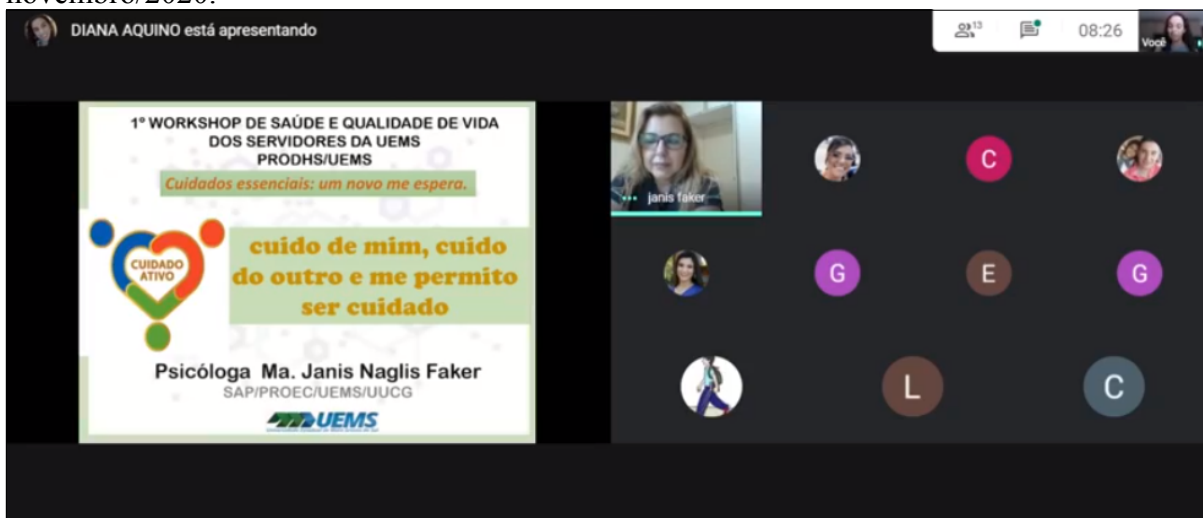 novembro/2020.
DIANA AQUINO está apresentando
13
08:26
Você
1º WORKSHOP DE SAÚDE E QUALIDADE DE VIDA
DOS SERVIDORES DA UEMS
PRODHS/UEMS
Cuidados essenciais: um novo me espera.
CUIDADO
ATIVO
cuido de mim, cuido
do outro e me permito
ser cuidado
Psicóloga Ma. Janis Naglis Faker
SAP/PROEC/UEMS/UUCG
UEMS
janis faker
C
G
E
G
L
C